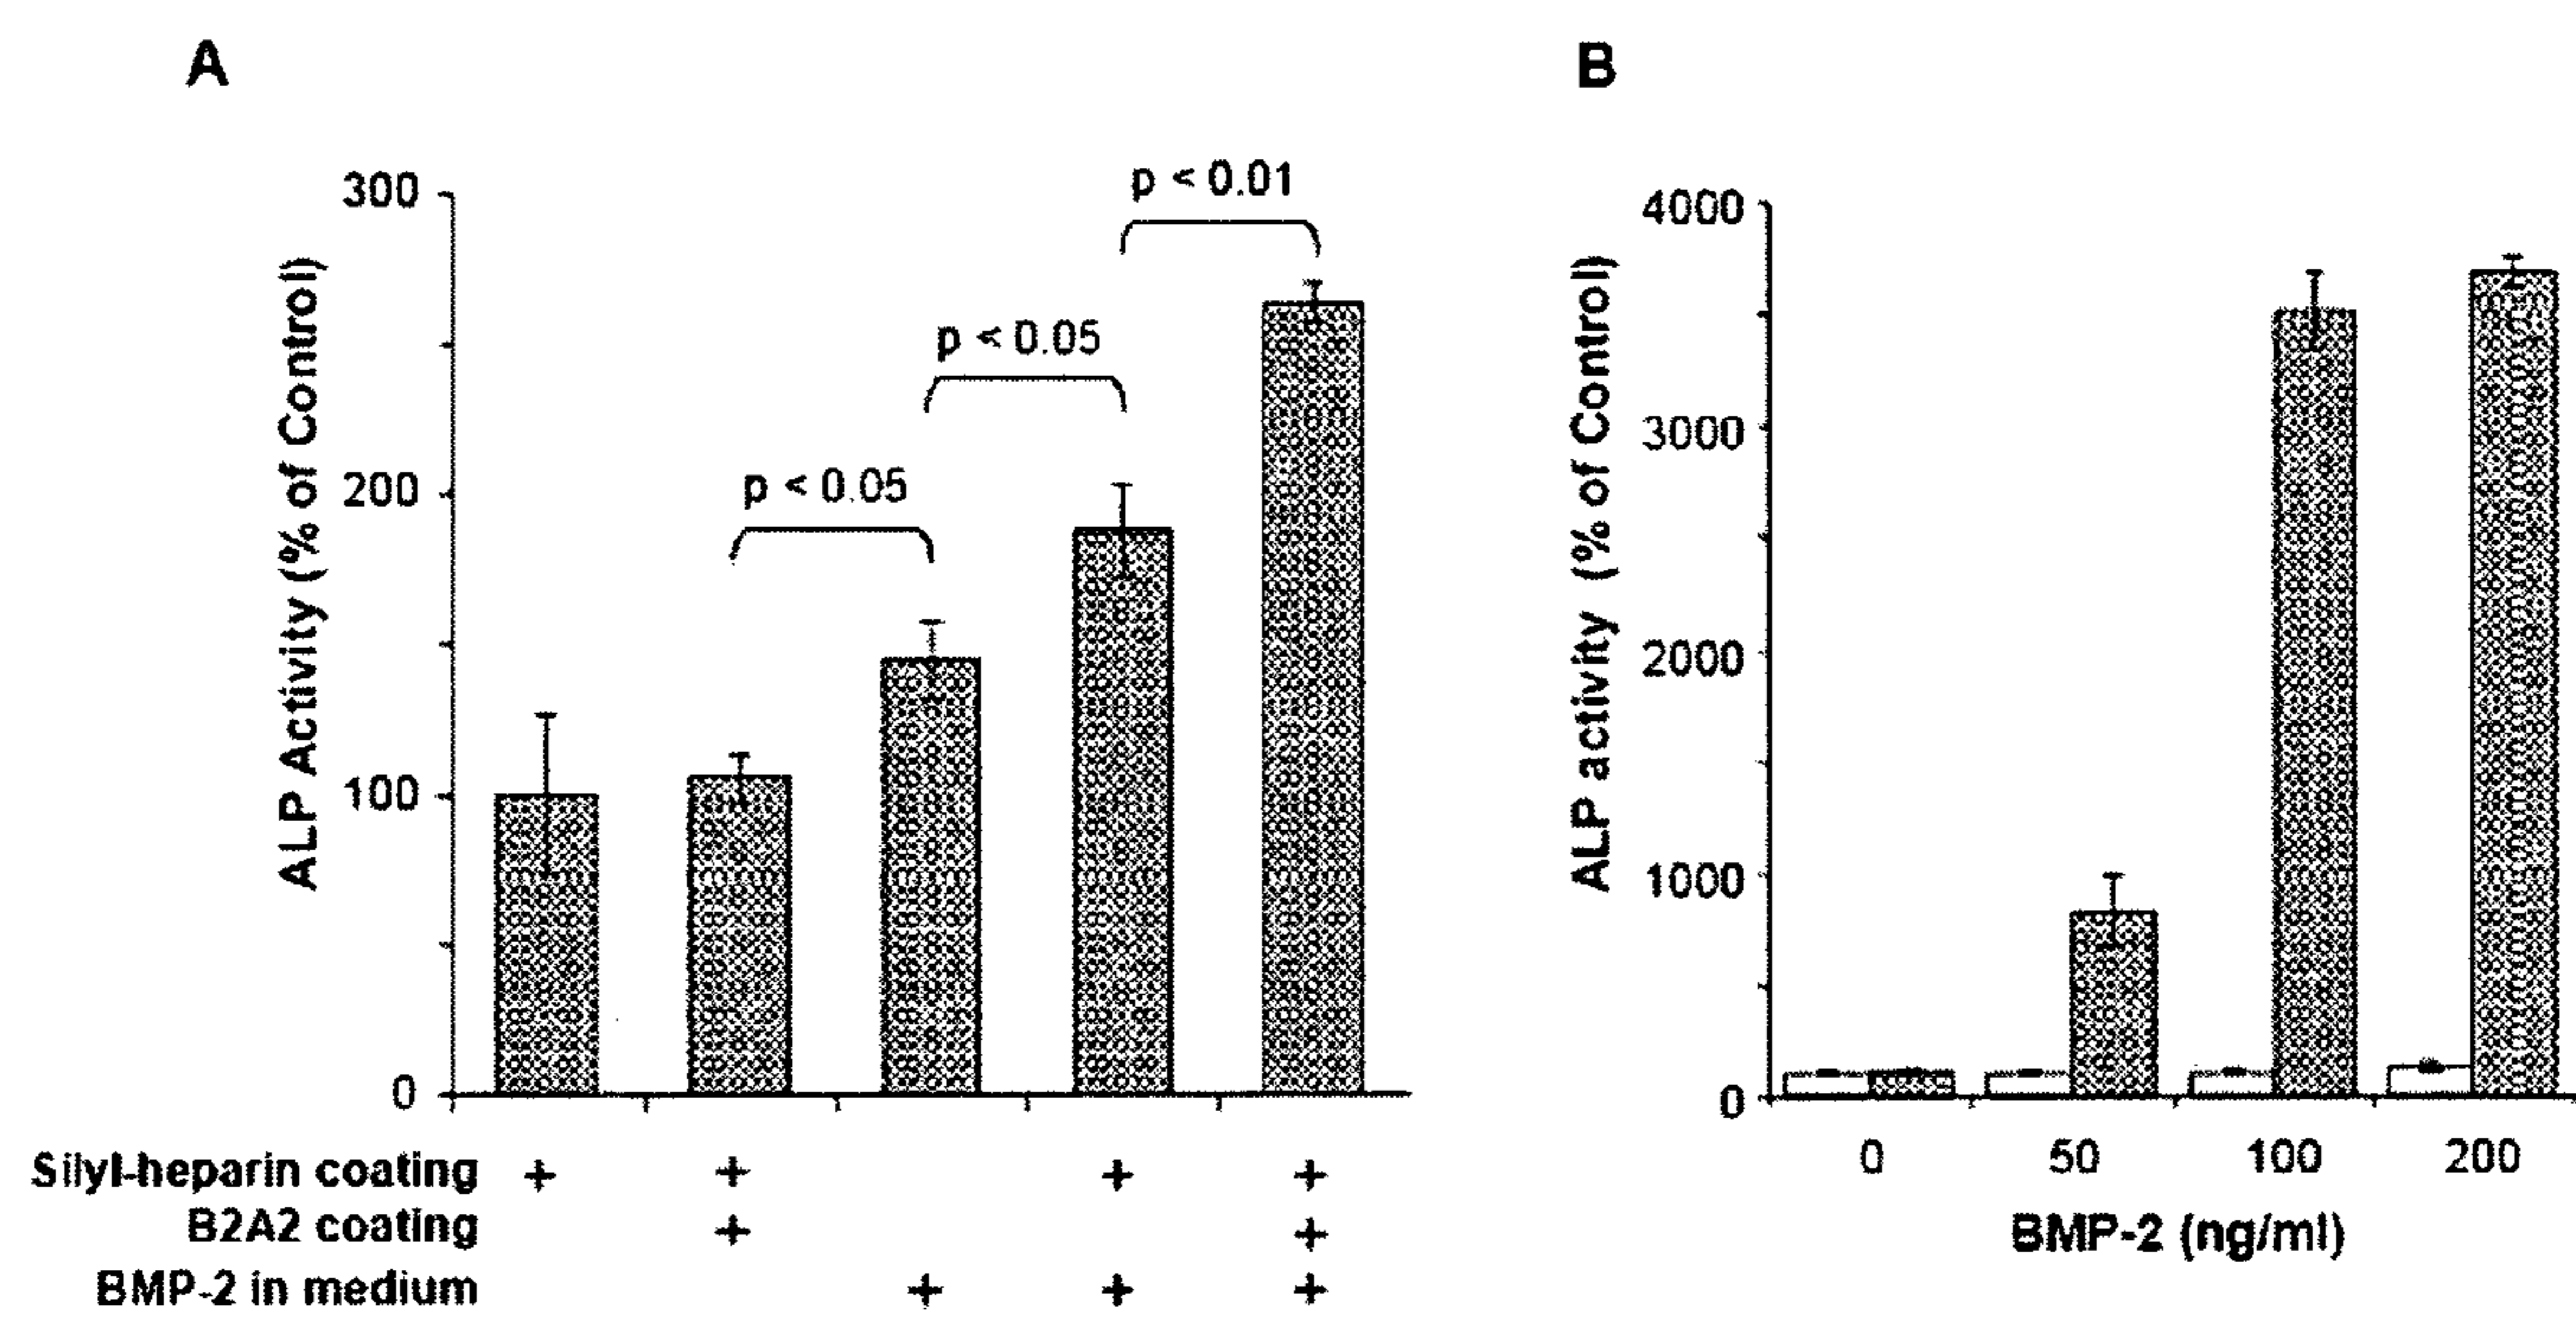 A
B
300
200
100
0
ALP Activity (% of Control)
p < 0.05
p < 0.05
p < 0.01
Silyl-heparin coating + + + +
B2A2 coating + +
BMP-2 in medium + + +
4000
3000
2000
1000
0
ALP activity (% of Control)
0 50 100 200
BMP-2 (ng/ml)